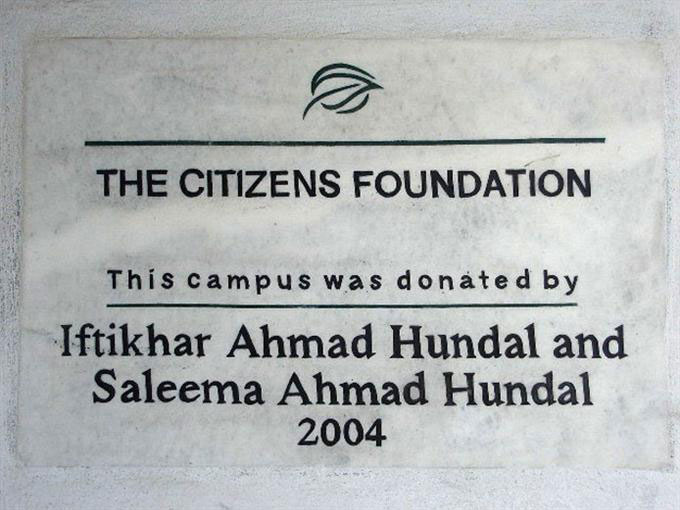 THE CITIZENS FOUNDATION
This campus was donated by
Iftikhar Ahmad Hundal and
Saleema Ahmad Hundal
2004